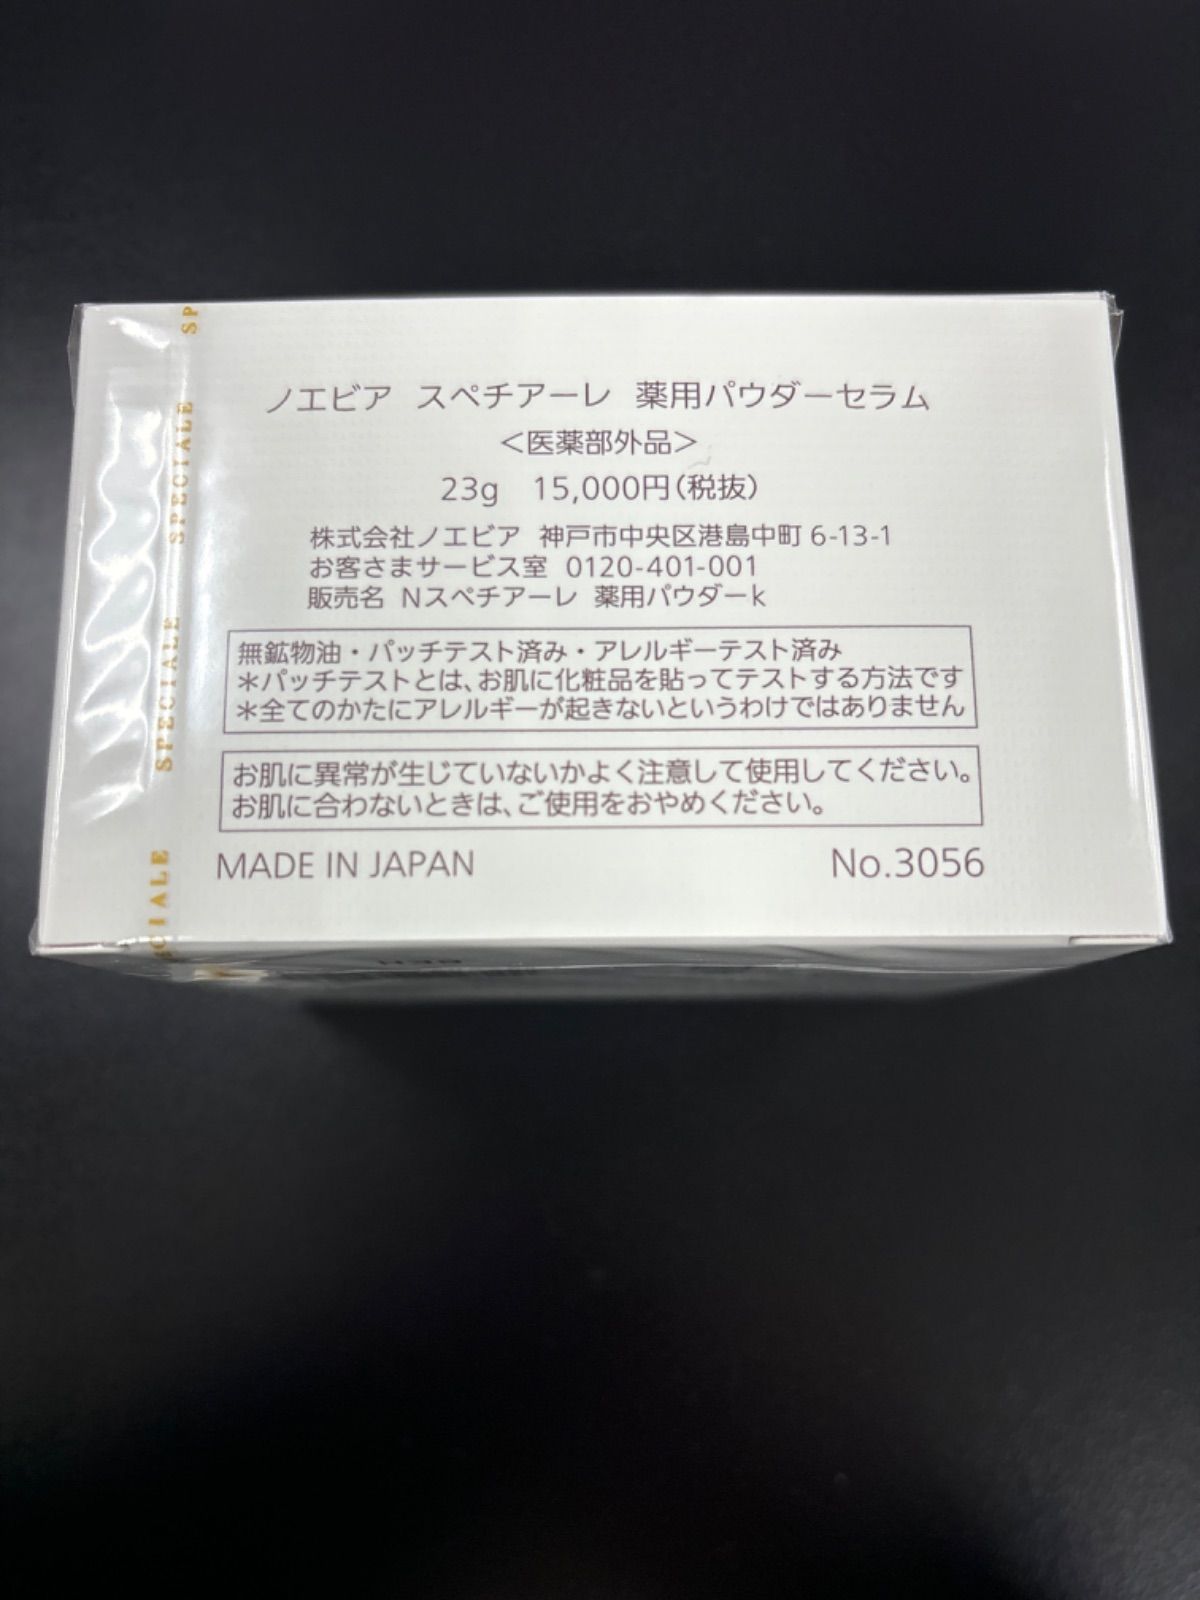 ノエビア スペチアーレ 薬用パウダーセラム
＜医薬部外品＞
23g 15,000円(税抜)
株式会社ノエビア 神戸市中央区港島中町 6-13-1
お客さまサービス室 0120-401-001
販売名 Nスペチアーレ 薬用パウダーk
無鉱物油・パッチテスト済み・アレルギーテスト済み
＊パッチテストとは、お肌に化粧品を貼ってテストする方法です
＊全てのかたにアレルギーが起きないというわけではありません
お肌に異常が生じていないかよく注意して使用してください。
お肌に合わないときは、ご使用をおやめください。
MADE IN JAPAN No.3056
SP
SPECIALE
SPECIALE
CIALE